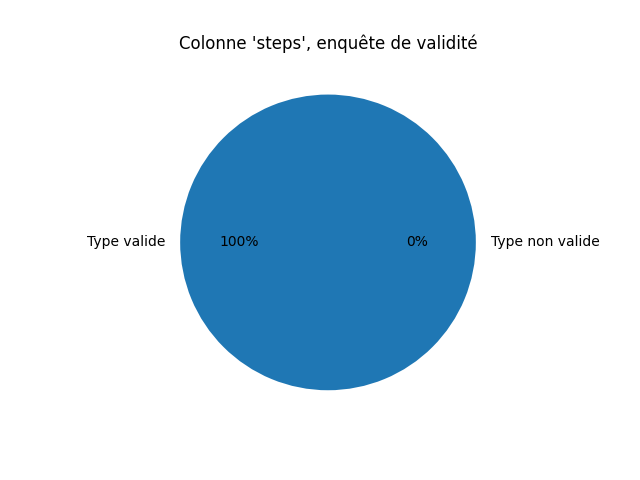 Colonne 'steps', enquête de validité
Type valide
100%
0%
Type non valide